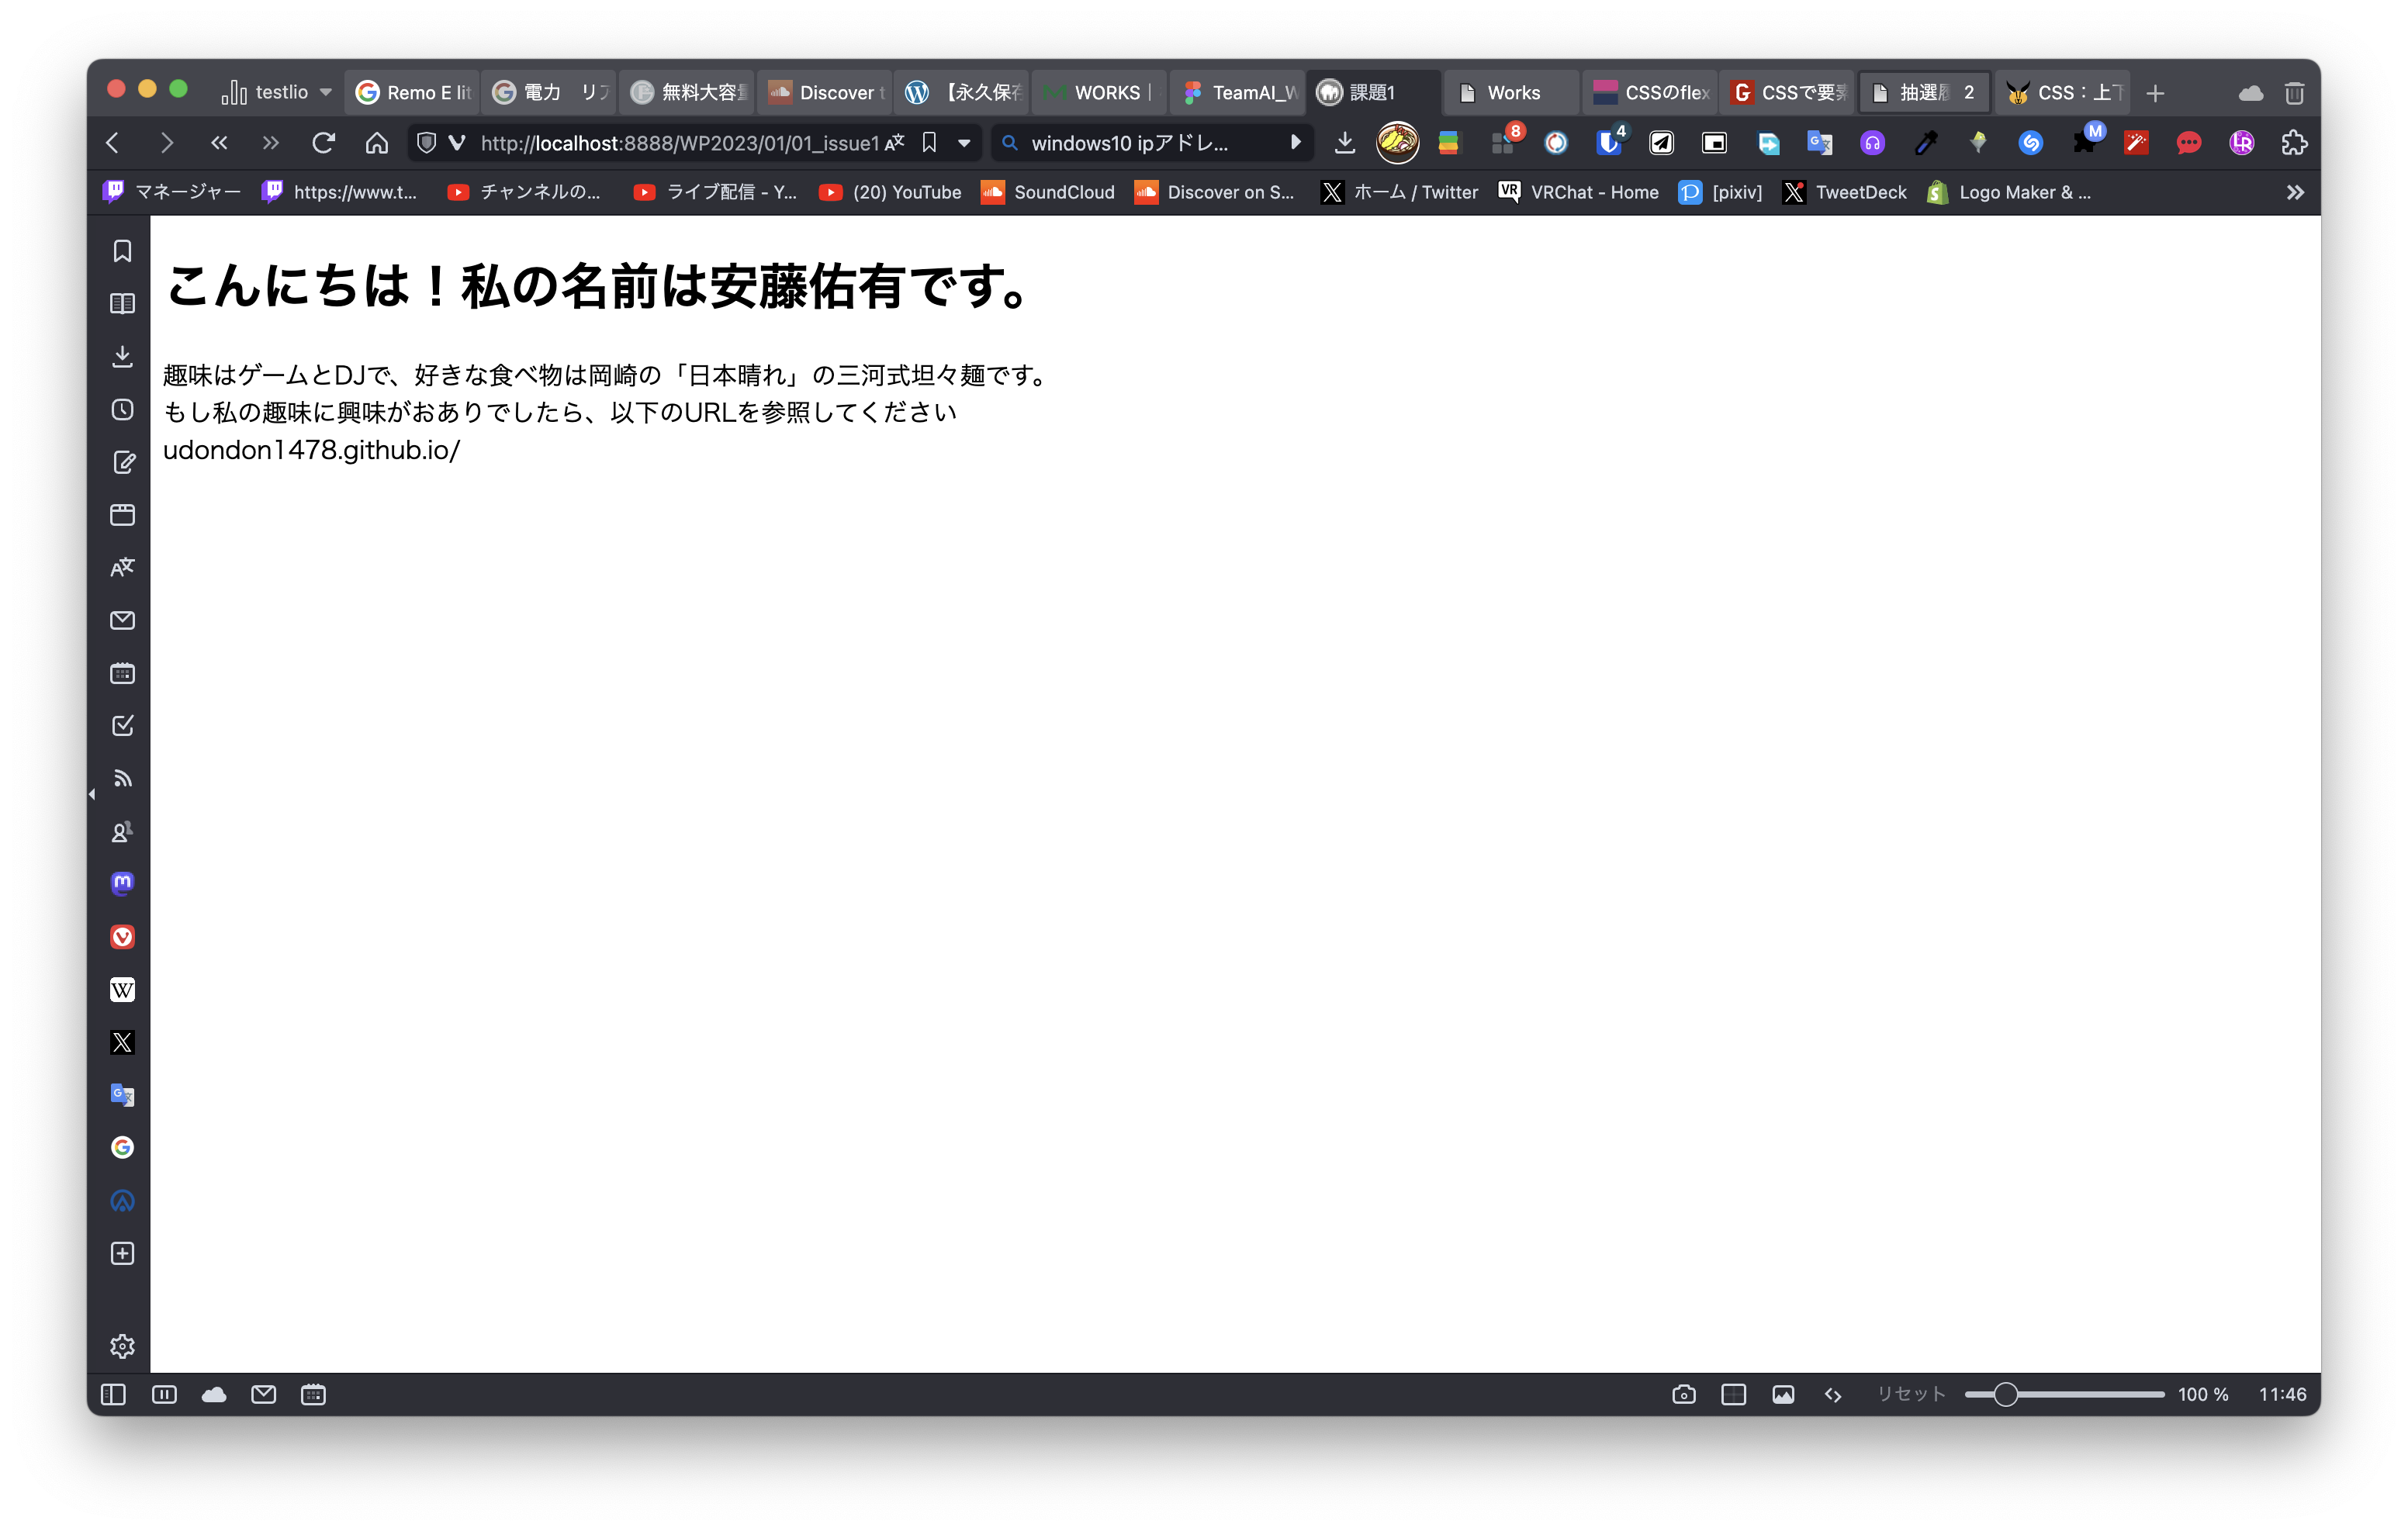 testlio
Remo E lit
電力 リア
無料大容量
Discover t
【永久保存
WORKS |
TeamAI_W
課題1
Works
CSSのflex
CSSで要素
抽選履 2
CSS：上下
http://localhost:8888/WP2023/01/01_issue1
windows10 ipアドレ...
8
4
M
マネージャー
https://www.t...
チャンネルの...
ライブ配信 - Y...
(20) YouTube
SoundCloud
Discover on S...
ホーム / Twitter
VRChat - Home
[pixiv]
TweetDeck
Logo Maker & ...
こんにちは！私の名前は安藤佑有です。
趣味はゲームとDJで、好きな食べ物は岡崎の「日本晴れ」の三河式坦々麺です。
もし私の趣味に興味がおありでしたら、以下のURLを参照してください
udondon1478.github.io/
リセット
100 %
11:46